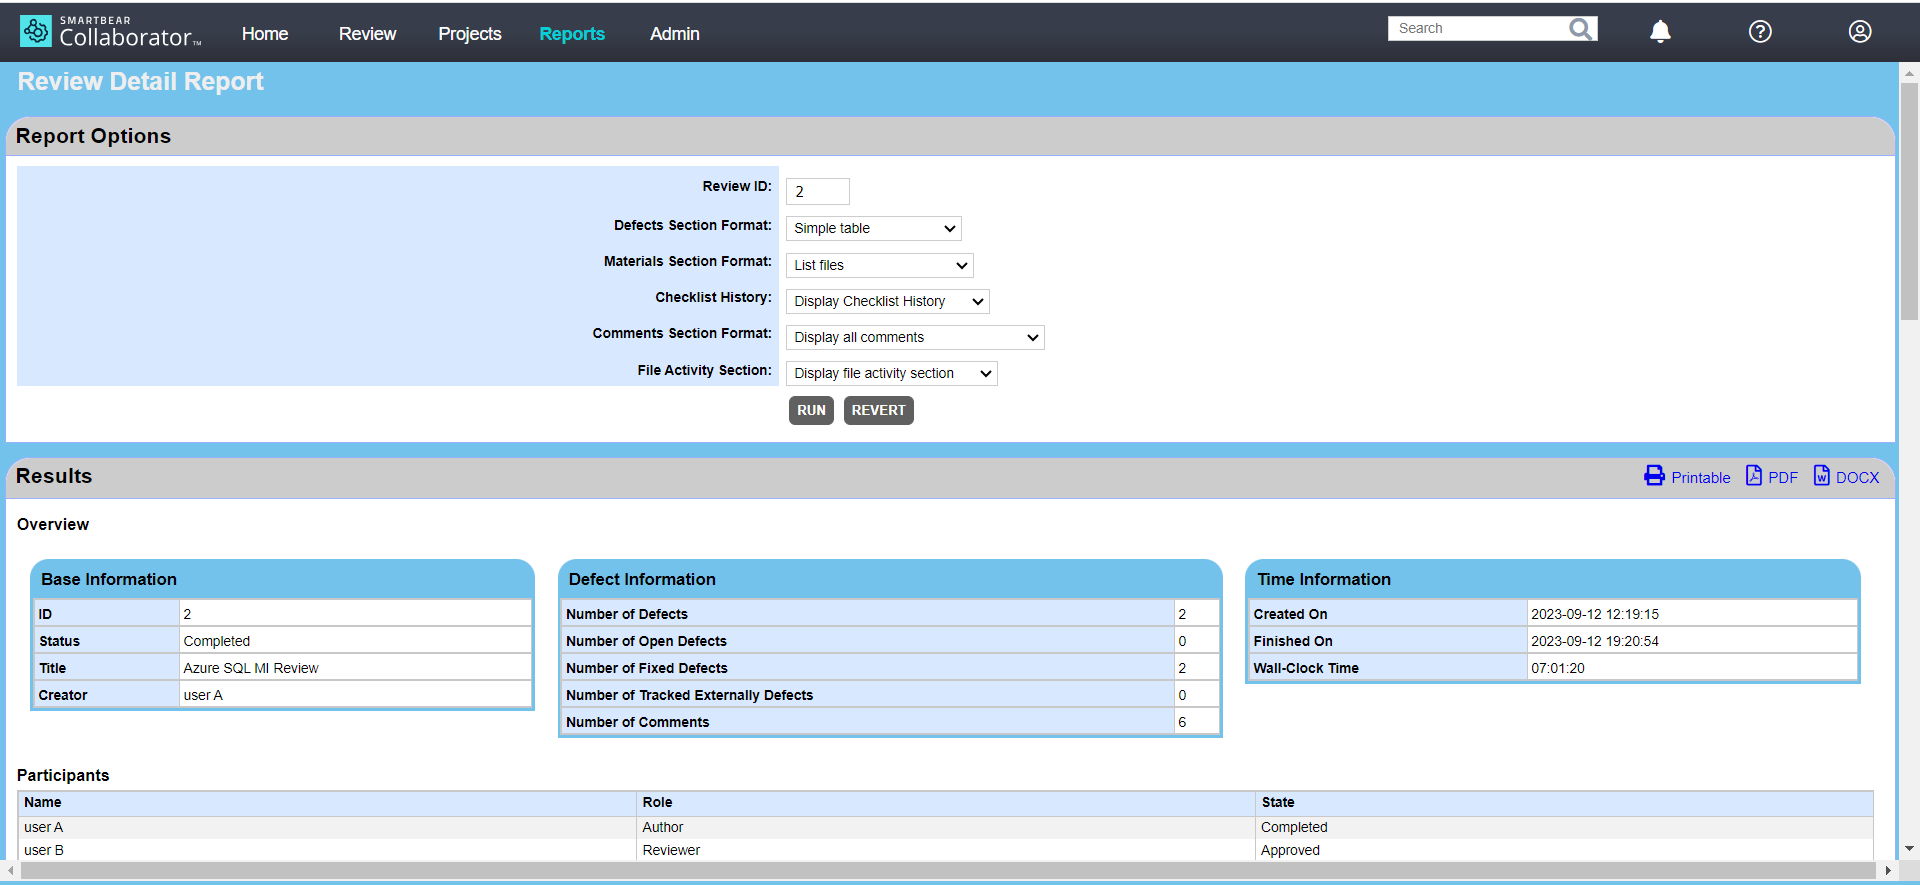 SMARTBEAR
Collaborator™
Home Review Projects Reports Admin
Search
Review Detail Report
Report Options
Review ID: 2
Defects Section Format: Simple table
Materials Section Format: List files
Checklist History: Display Checklist History
Comments Section Format: Display all comments
File Activity Section: Display file activity section
RUN REVERT
Results Printable PDF DOCX
Overview
Base Information
ID 2
Status Completed
Title Azure SQL MI Review
Creator user A
Defect Information
Number of Defects 2
Number of Open Defects 0
Number of Fixed Defects 2
Number of Tracked Externally Defects 0
Number of Comments 6
Time Information
Created On 2023-09-12 12:19:15
Finished On 2023-09-12 19:20:54
Wall-Clock Time 07:01:20
Participants
Name Role State
user A Author Completed
user B Reviewer Approved